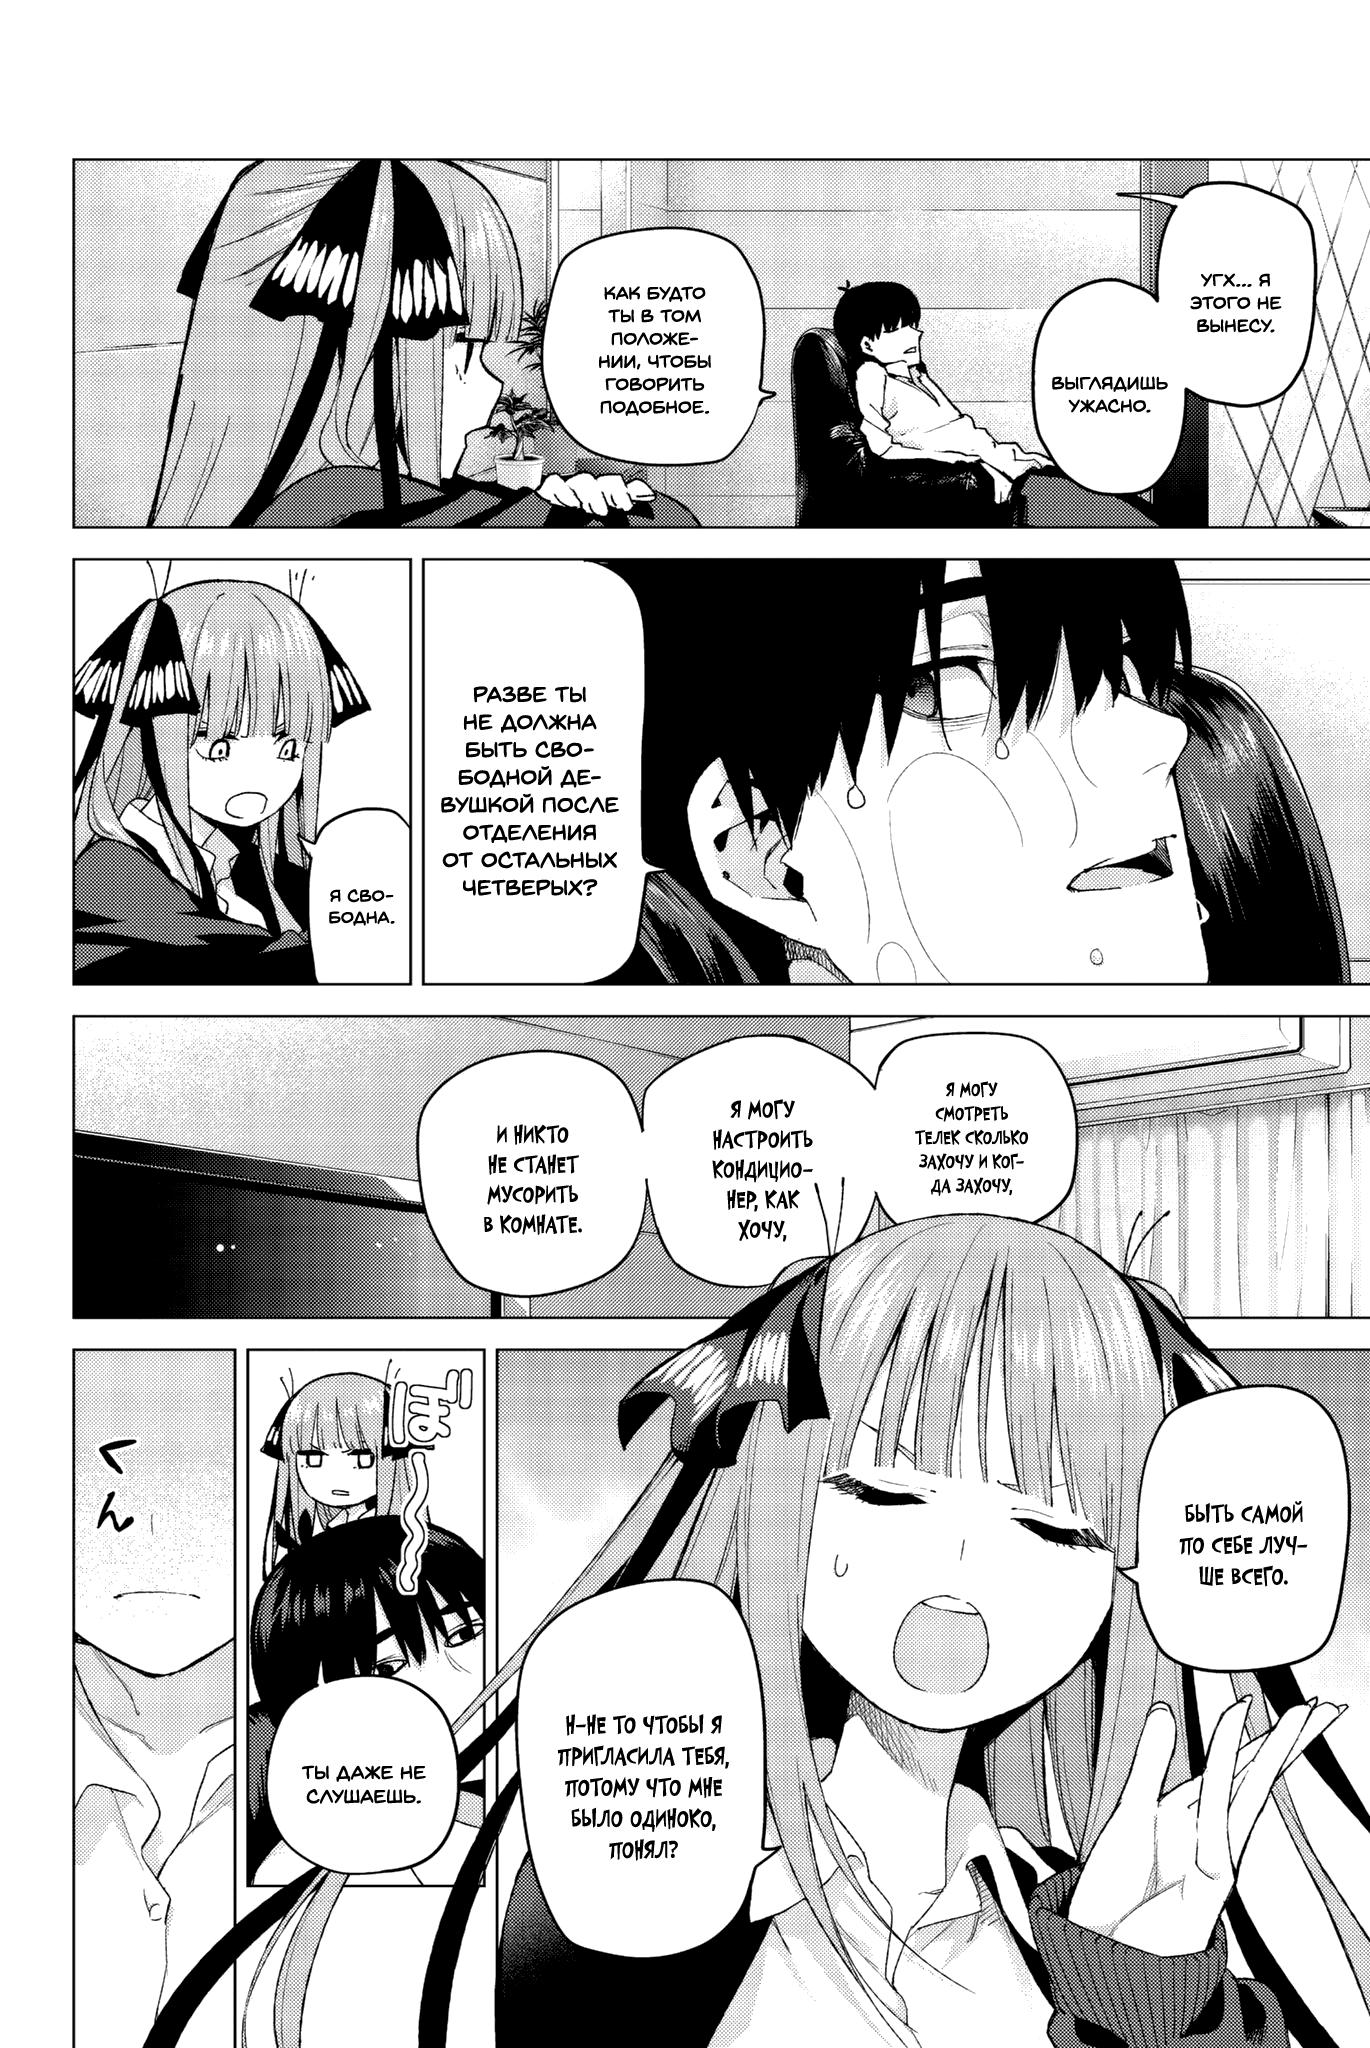 УГХ... Я
ЭТОГО НЕ
ВЫНЕСУ.
ВЫГЛЯДИШЬ
УЖАСНО.
КАК БУДТО
ТЫ В ТОМ
ПОЛОЖЕ-
НИИ, ЧТОБЫ
ГОВОРИТЬ
ПОДОБНОЕ.
РАЗВЕ ТЫ
НЕ ДОЛЖНА
БЫТЬ СВО-
БОДНОЙ ДЕ-
ВУШКОЙ ПОСЛЕ
ОТДЕЛЕНИЯ
ОТ ОСТАЛЬНЫХ
ЧЕТВЕРЫХ?
Я СВО-
БОДНА.
Я МОГУ
СМОТРЕТЬ
ТЕЛЕК СКОЛЬКО
ЗАХОЧУ И КОГ-
ДА ЗАХОЧУ,
Я МОГУ
НАСТРОИТЬ
КОНДИЦИО-
НЕР, КАК
ХОЧУ,
И НИКТО
НЕ СТАНЕТ
МУСОРИТЬ
В КОМНАТЕ.
БЫТЬ САМОЙ
ПО СЕБЕ ЛУЧ-
ШЕ ВСЕГО.
Н-НЕ ТО ЧТОБЫ Я
ПРИГЛАСИЛА ТЕБЯ,
ПОТОМУ ЧТО МНЕ
БЫЛО ОДИНОКО,
ПОНЯЛ?
ぼ〜
ТЫ ДАЖЕ НЕ
СЛУШАЕШЬ.
くん